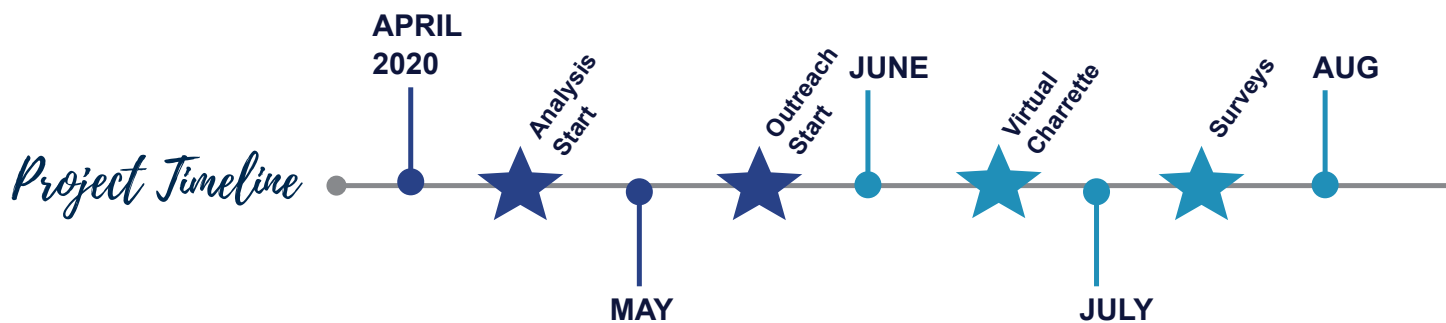 Project Timeline
APRIL
2020
Analysis
Start
MAY
Outreach
Start
JUNE
Virtual
Charrette
JULY
Surveys
AUG